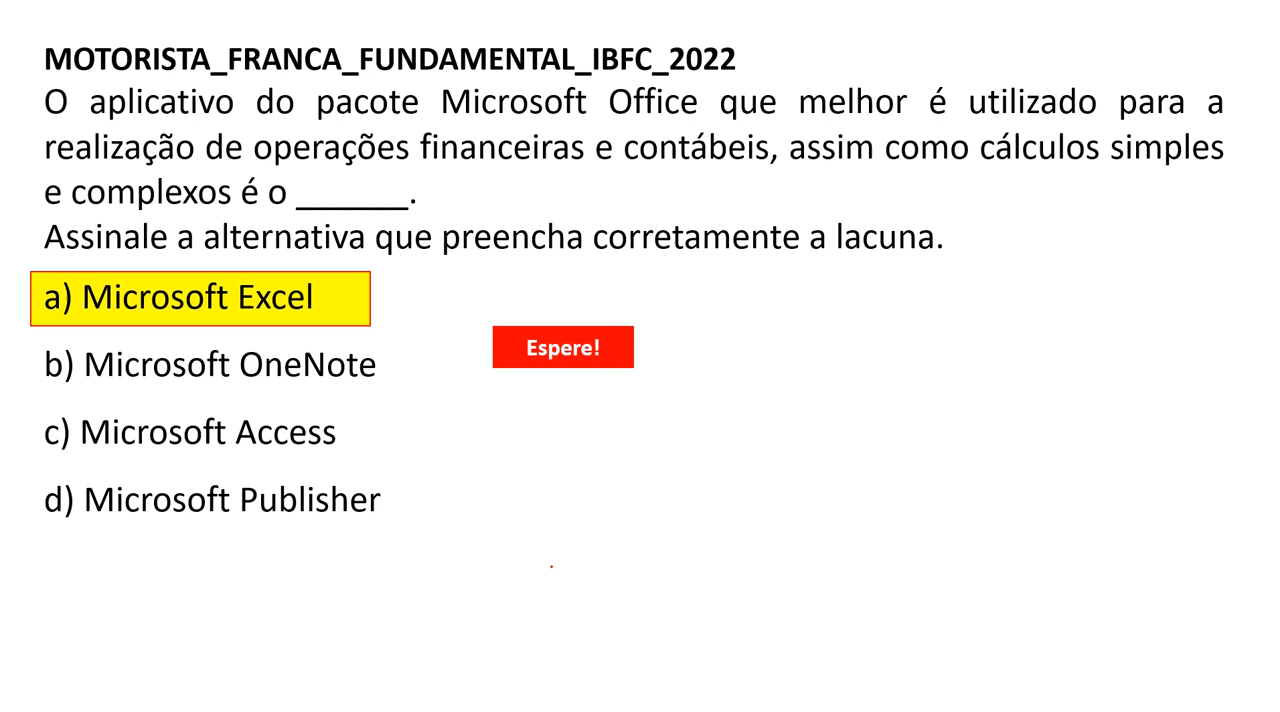 MOTORISTA_FRANCA_FUNDAMENTAL_IBFC_2022
O aplicativo do pacote Microsoft Office que melhor é utilizado para a
realização de operações financeiras e contábeis, assim como cálculos simples
e complexos é o ______.
Assinale a alternativa que preencha corretamente a lacuna.
a) Microsoft Excel
Espere!
b) Microsoft OneNote
c) Microsoft Access
d) Microsoft Publisher